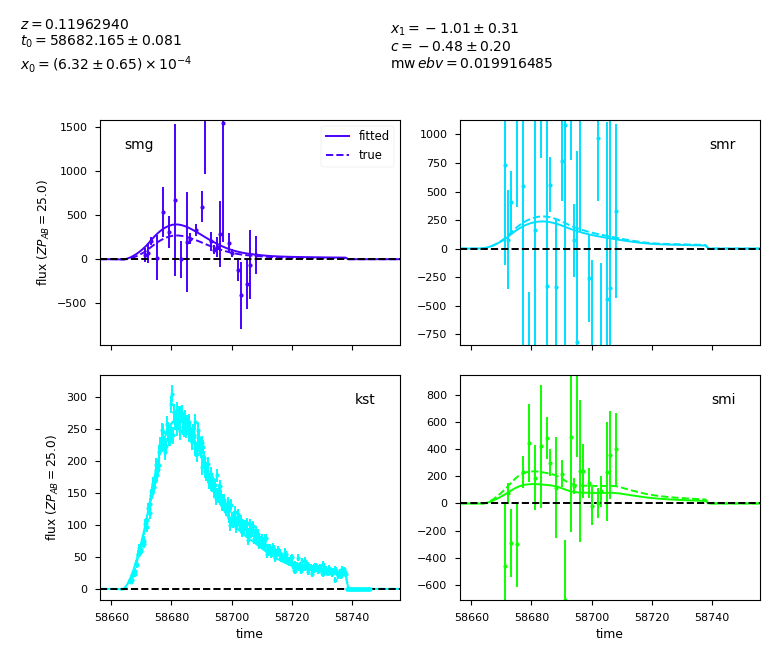 z = 0.11962940
t₀ = 58682.165 ± 0.081
x₀ = (6.32 ± 0.65) × 10⁻⁴
x₁ = −1.01 ± 0.31
c = −0.48 ± 0.20
mw ebv = 0.019916485
smg
fitted
true
1500
1000
500
0
−500
flux (ZP_AB = 25.0)
smr
1000
750
500
250
0
−250
−500
−750
kst
300
250
200
150
100
50
0
flux (ZP_AB = 25.0)
58660 58680 58700 58720 58740
time
smi
800
600
400
200
0
−200
−400
−600
58660 58680 58700 58720 58740
time